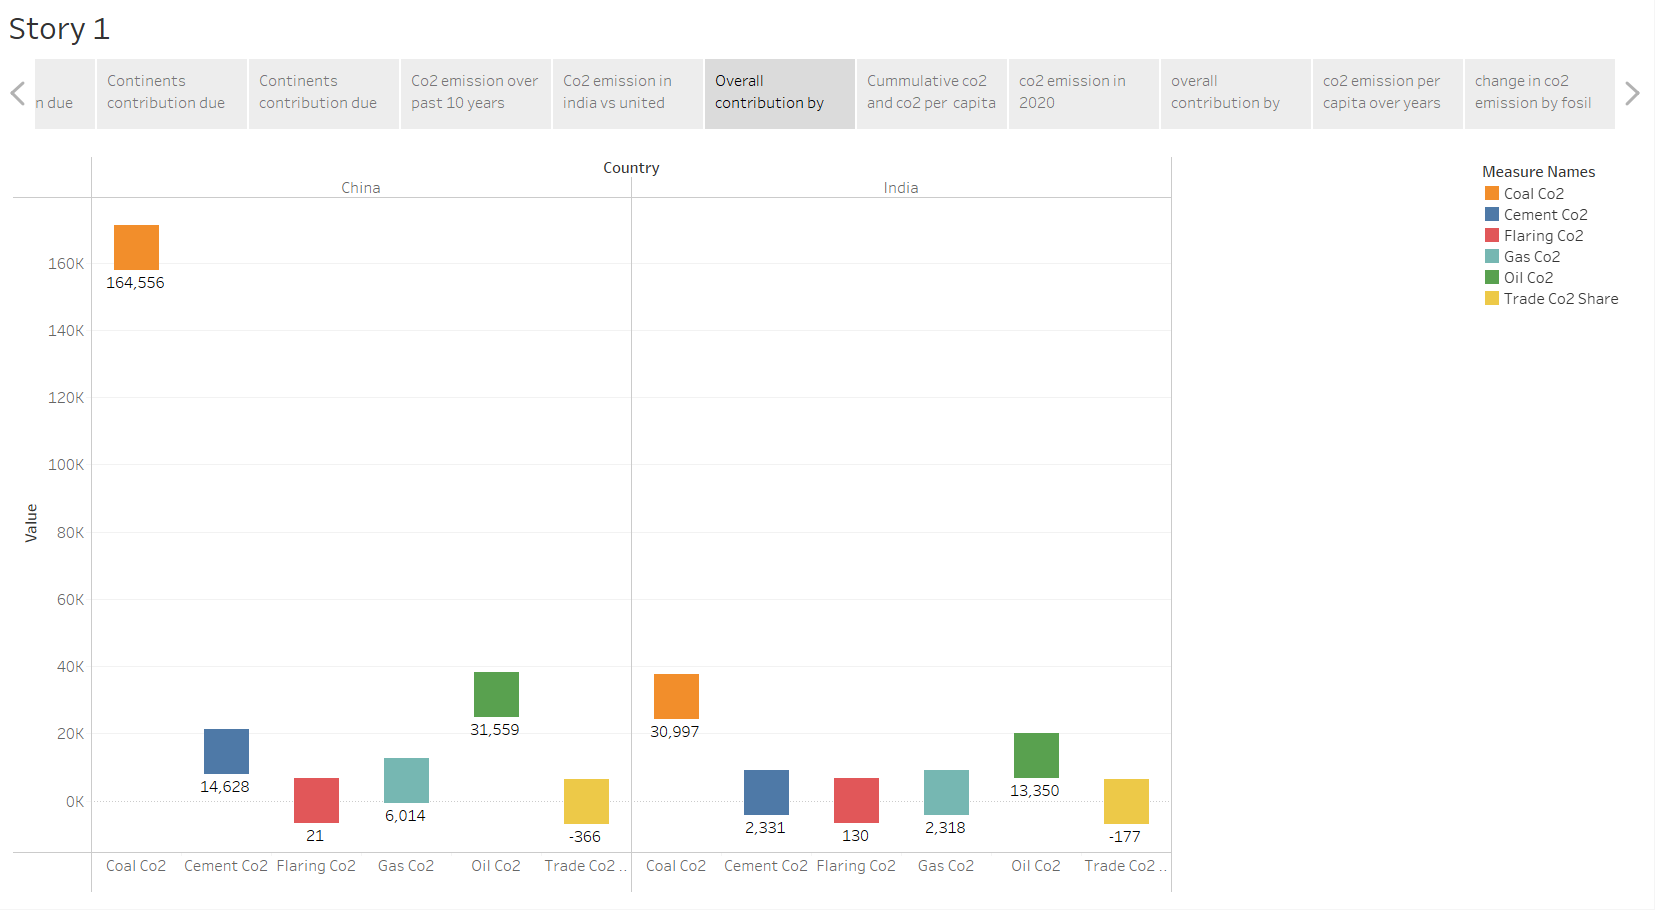 Story 1
n due
Continents
contribution due
Continents
contribution due
Co2 emission over
past 10 years
Co2 emission in
india vs united
Overall
contribution by
Cummulative co2
and co2 per capita
co2 emission in
2020
overall
contribution by
co2 emission per
capita over years
change in co2
emission by fosil
Country
China
India
Value
160K
140K
120K
100K
80K
60K
40K
20K
0K
164,556
14,628
21
6,014
31,559
-366
30,997
2,331
130
2,318
13,350
-177
Coal Co2
Cement Co2
Flaring Co2
Gas Co2
Oil Co2
Trade Co2 ..
Coal Co2
Cement Co2
Flaring Co2
Gas Co2
Oil Co2
Trade Co2 ..
Measure Names
Coal Co2
Cement Co2
Flaring Co2
Gas Co2
Oil Co2
Trade Co2 Share